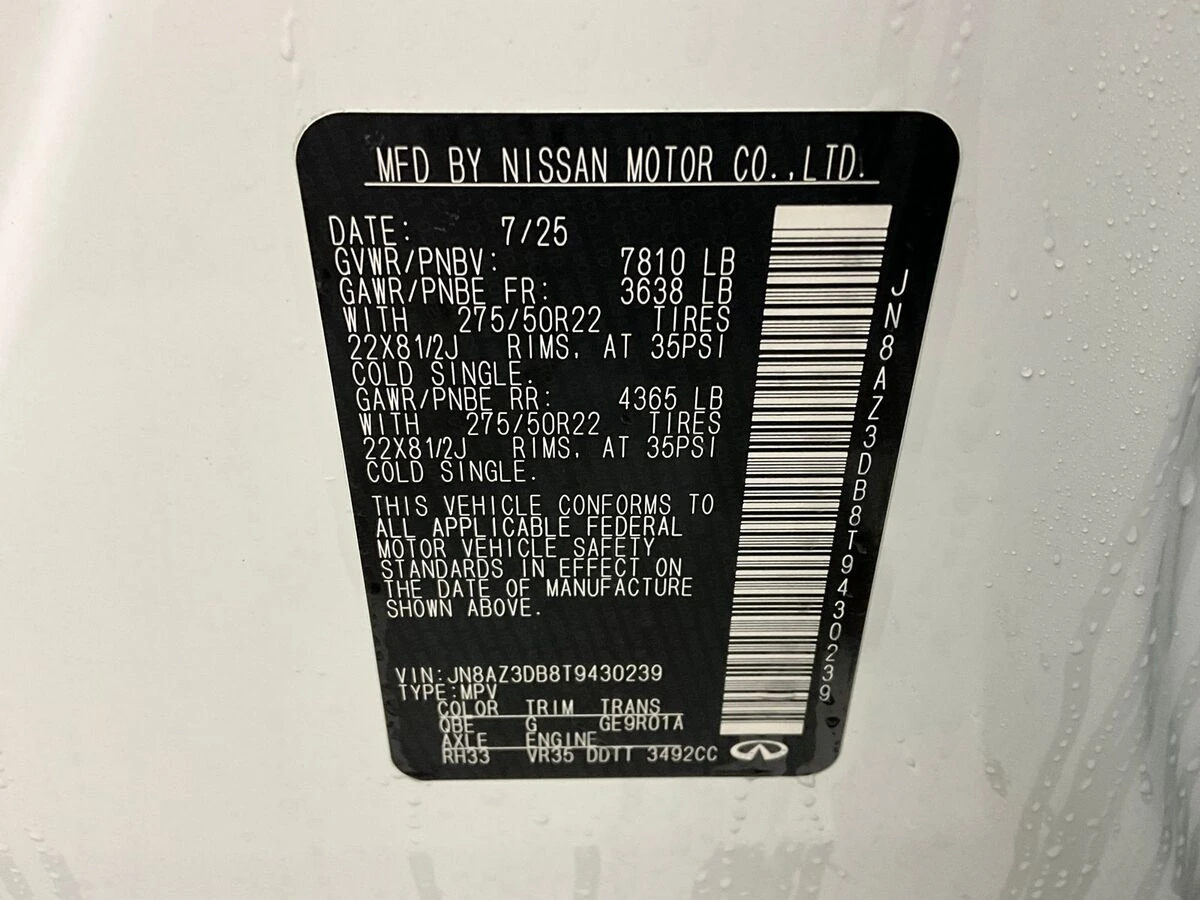 MFD BY NISSAN MOTOR CO.,LTD.
DATE: 7/25
GVWR/PNBV: 7810 LB
GAWR/PNBE FR: 3638 LB
WITH 275/50R22 TIRES
22X81/2J RIMS, AT 35PSI
COLD SINGLE.
GAWR/PNBE RR: 4365 LB
WITH 275/50R22 TIRES
22X81/2J RIMS, AT 35PSI
COLD SINGLE.
THIS VEHICLE CONFORMS TO
ALL APPLICABLE FEDERAL
MOTOR VEHICLE SAFETY
STANDARDS IN EFFECT ON
THE DATE OF MANUFACTURE
SHOWN ABOVE.
VIN:JN8AZ3DB8T9430239
TYPE:MPV
COLOR TRIM TRANS
QBE G GE9R01A
AXLE ENGINE
RH33 VR35 DDTT 3492CC
JN8AZ3DB8T9430239